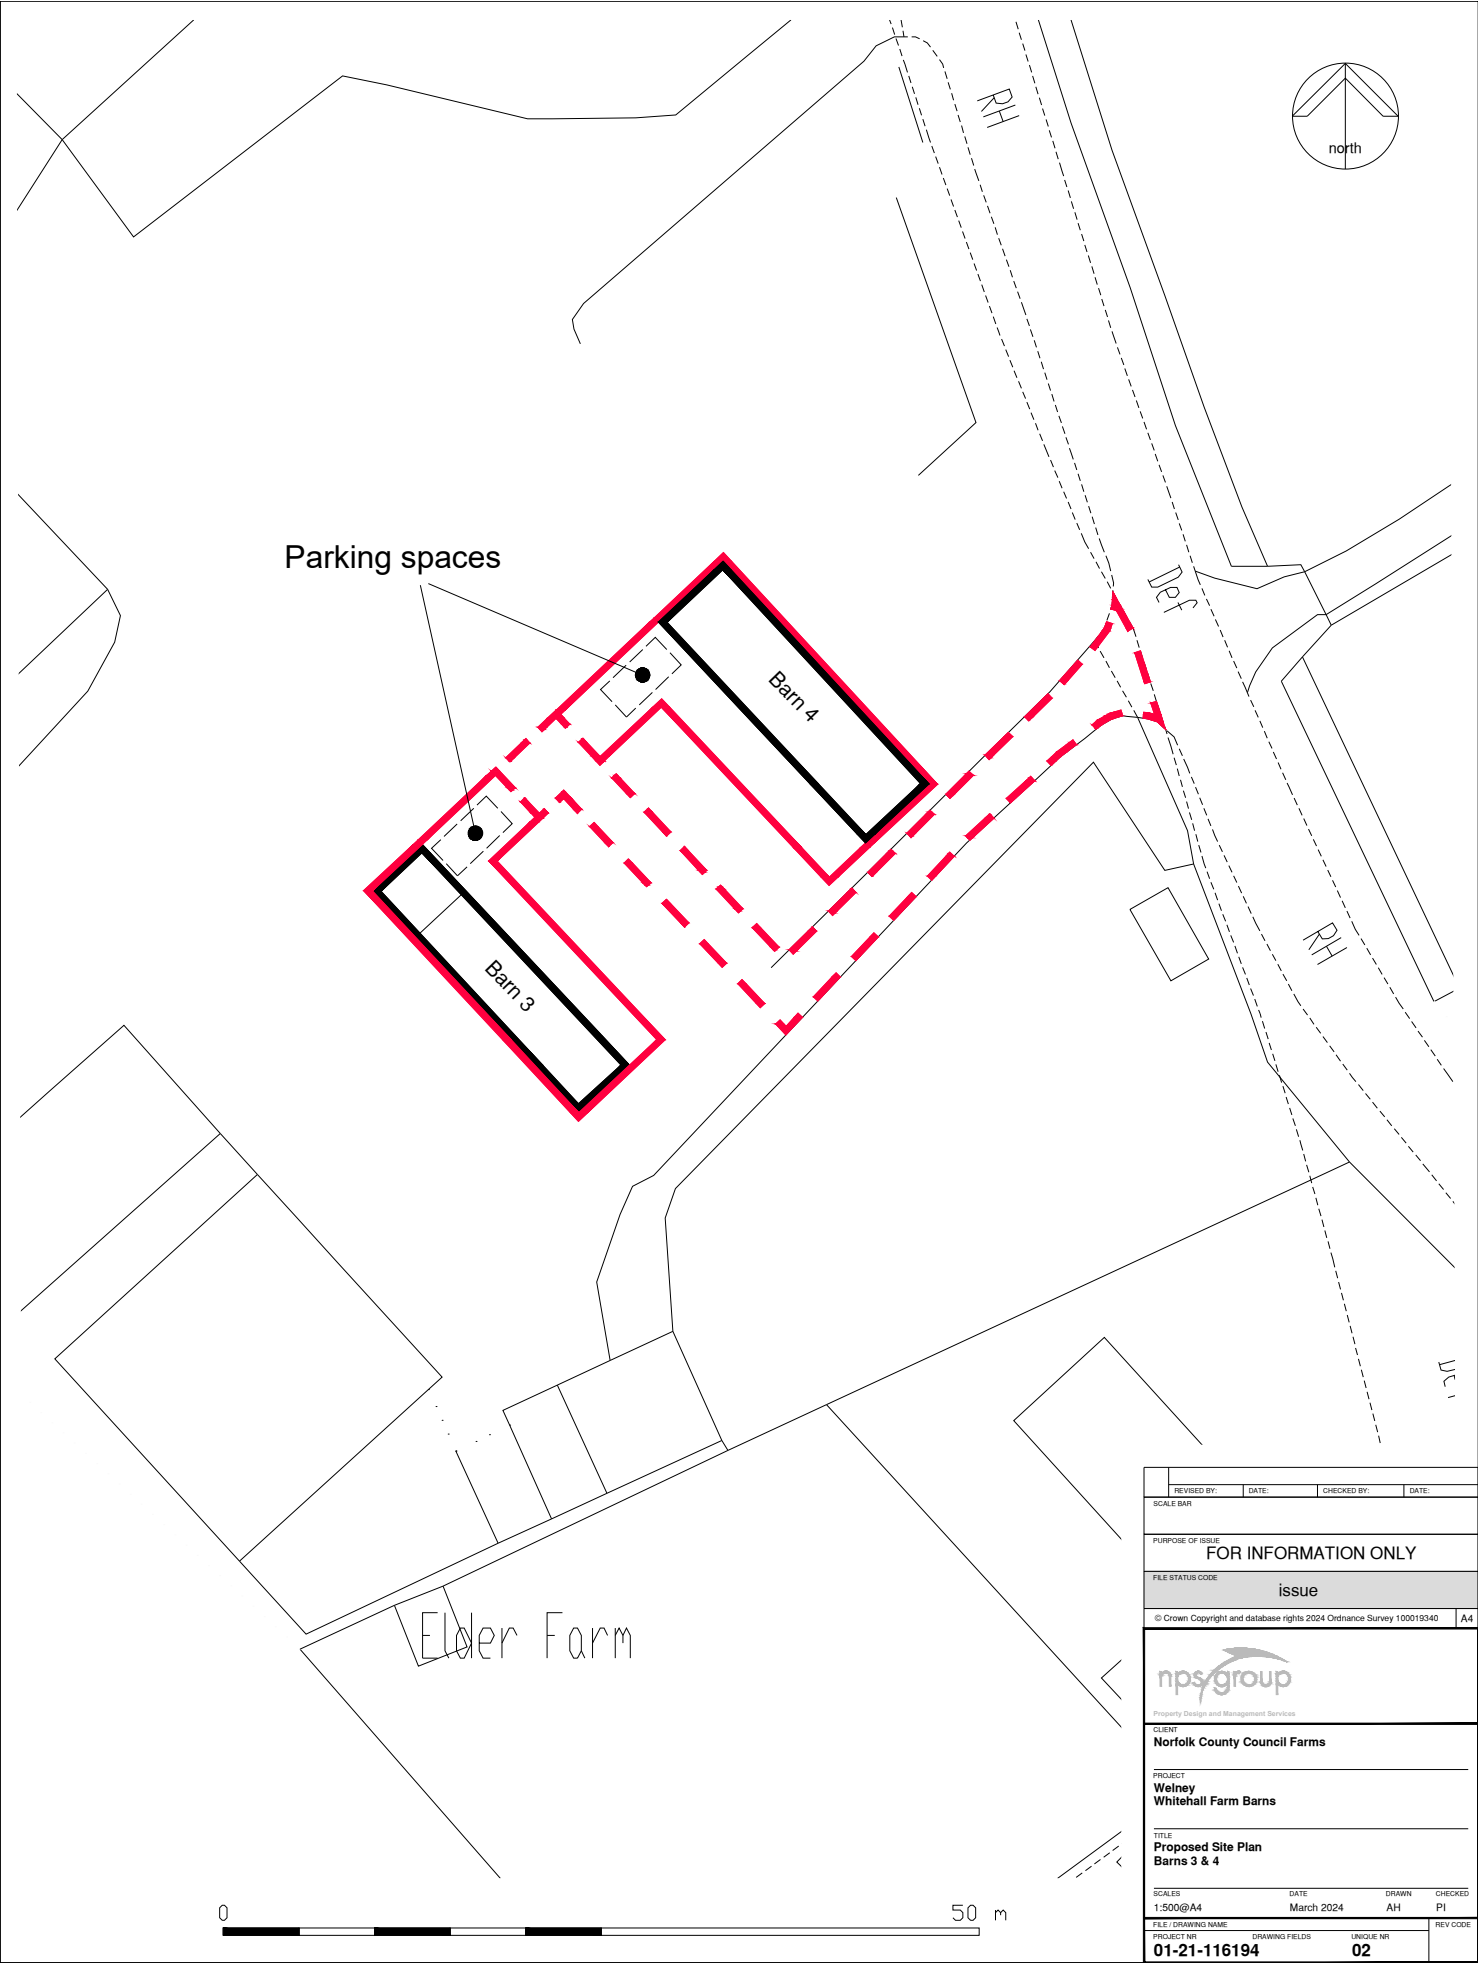 RH
north
Parking spaces
Def
Barn 4
RH
Barn 3
Elder Farm
0
50 m
REVISED BY:
DATE:
CHECKED BY:
DATE:
SCALE BAR
PURPOSE OF ISSUE
FOR INFORMATION ONLY
FILE STATUS CODE
issue
© Crown Copyright and database rights 2024 Ordnance Survey 100019340
A4
nps group
Property Design and Management Services
CLIENT
Norfolk County Council Farms
PROJECT
Welney
Whitehall Farm Barns
TITLE
Proposed Site Plan
Barns 3 & 4
SCALES DATE DRAWN CHECKED
1:500@A4 March 2024 AH PI
FILE / DRAWING NAME
REV CODE
PROJECT NR DRAWING FIELDS UNIQUE NR
01-21-116194 02